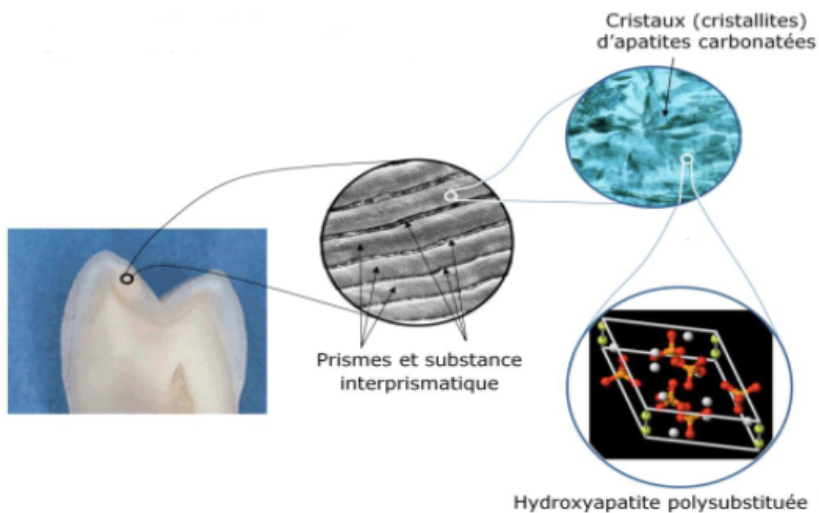 Cristaux (cristallites)
d'apatites carbonatées
Prismes et substance
interprismatique
Hydroxyapatite polysubstituée